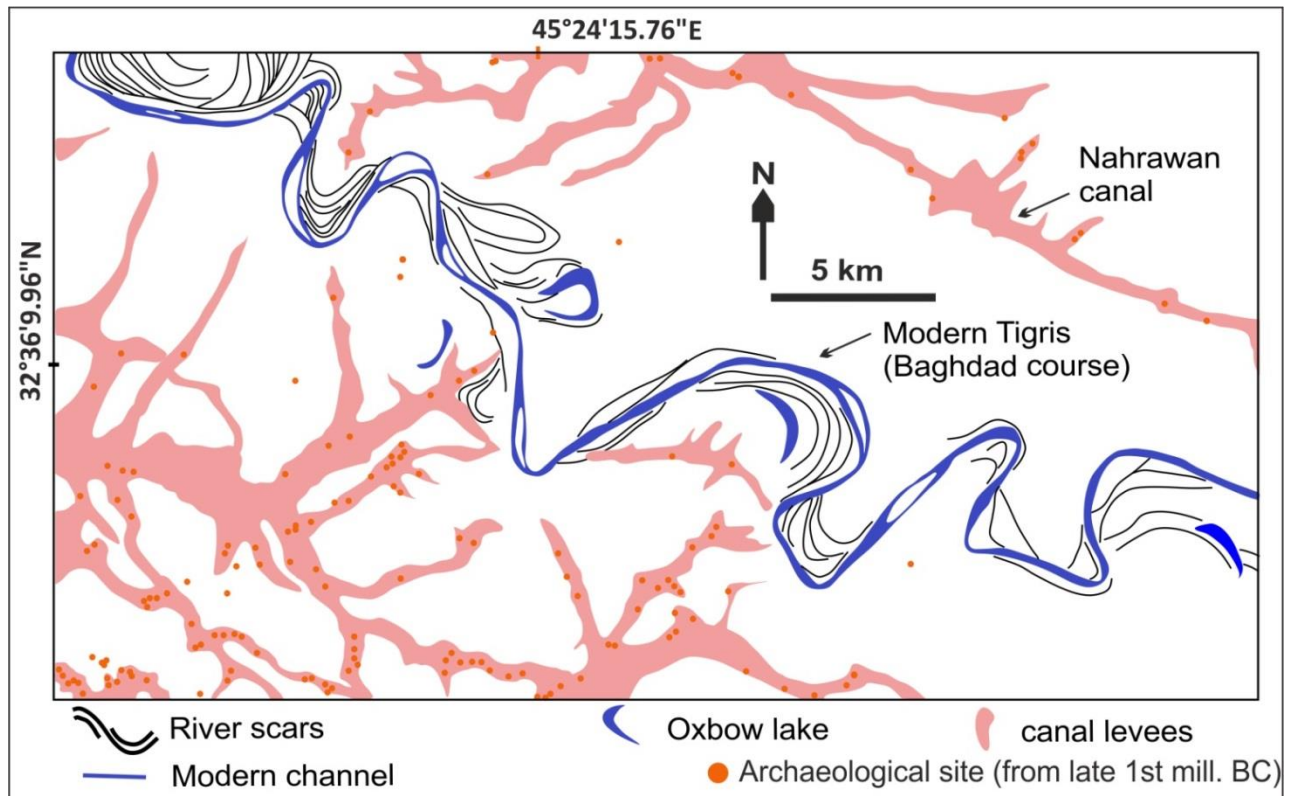 45°24'15.76"E
32°36'9.96"N
Nahrawan
canal
N
5 km
Modern Tigris
(Baghdad course)
River scars
Oxbow lake
canal levees
Modern channel
Archaeological site (from late 1st mill. BC)